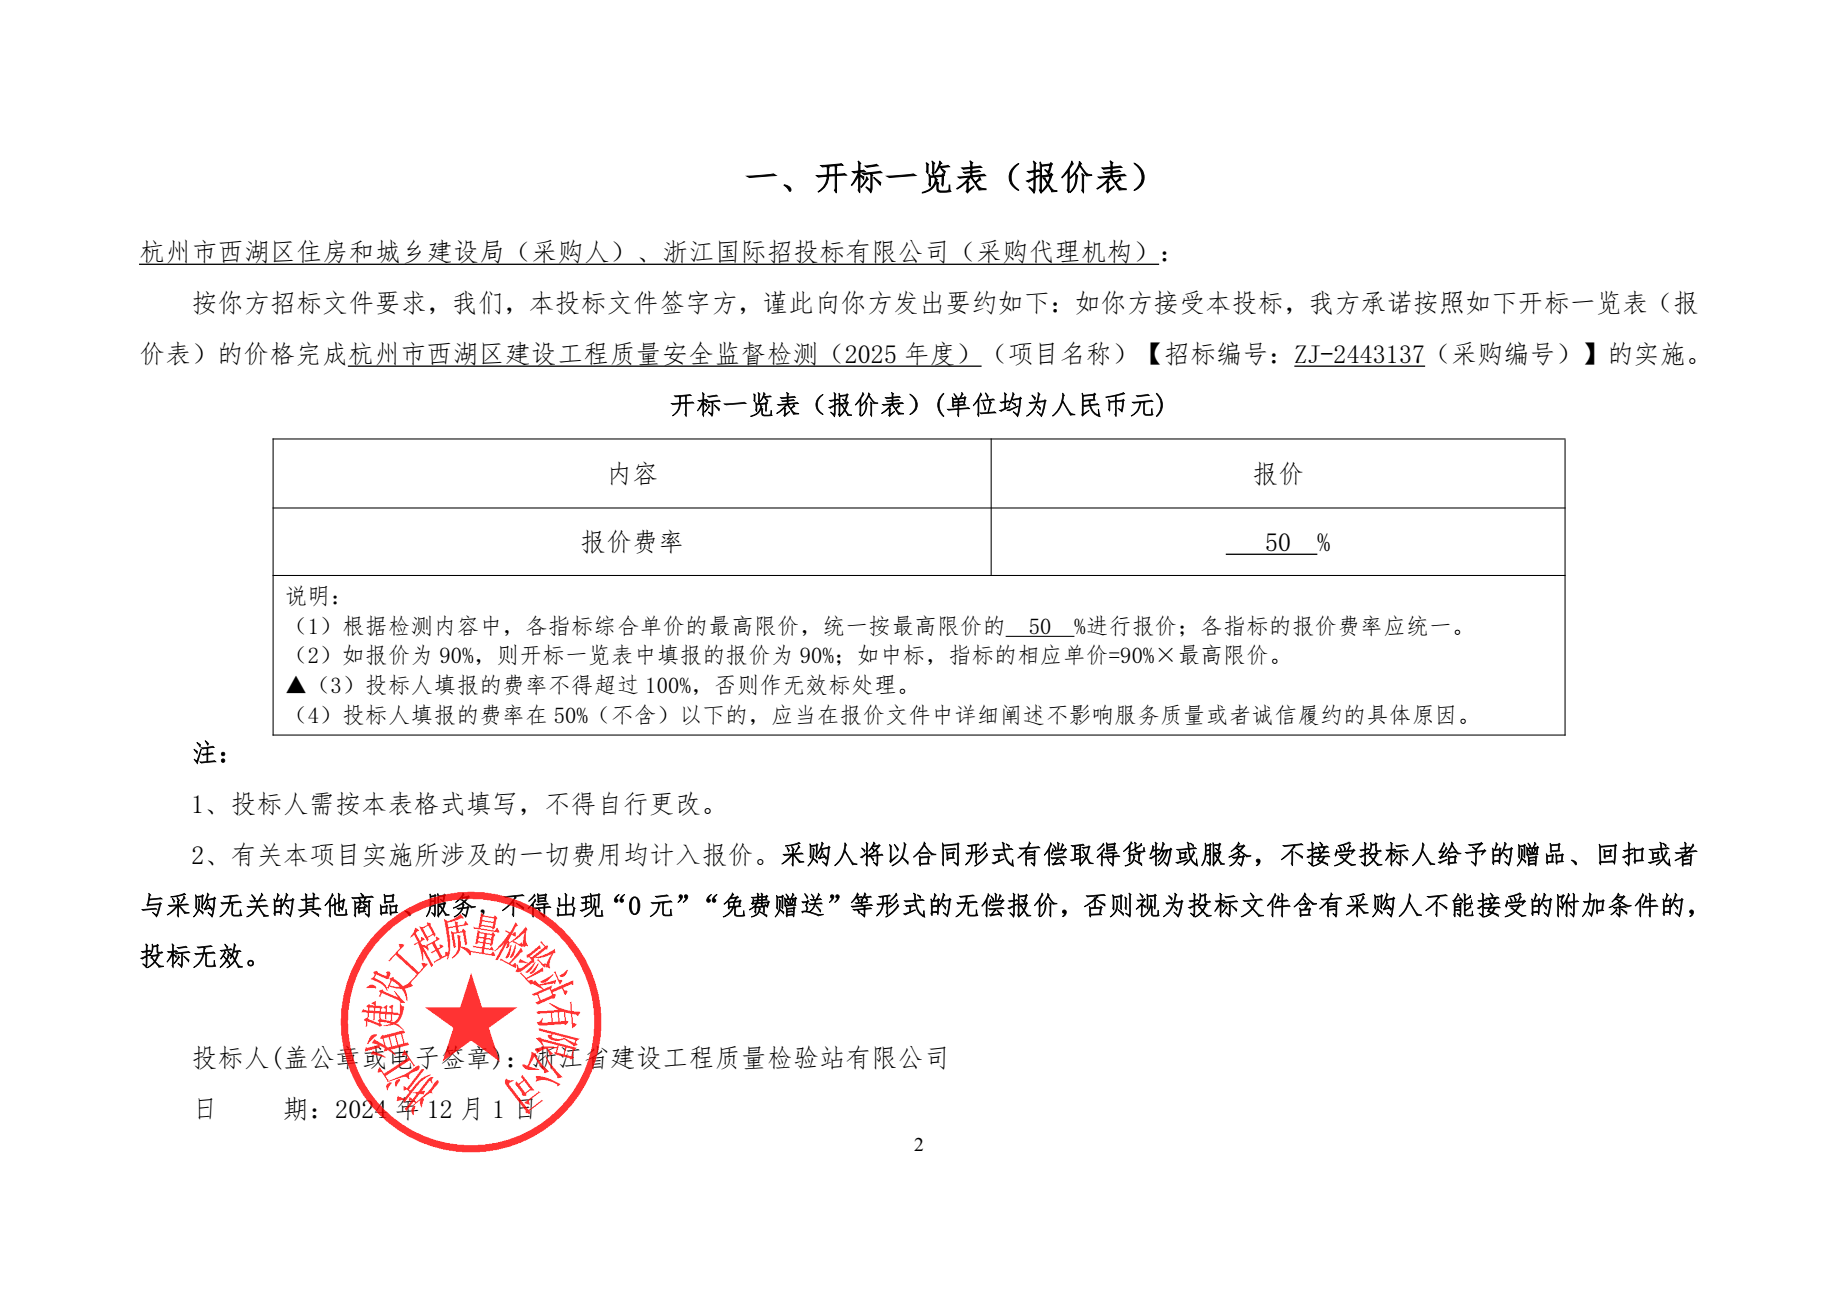 一、开标一览表（报价表）
杭州市西湖区住房和城乡建设局（采购人）、浙江国际招投标有限公司（采购代理机构）：
按你方招标文件要求，我们，本投标文件签字方，谨此向你方发出要约如下：如你方接受本投标，我方承诺按照如下开标一览表（报
价表）的价格完成杭州市西湖区建设工程质量安全监督检测（2025 年度）（项目名称）【招标编号：ZJ-2443137（采购编号）】的实施。
开标一览表（报价表）(单位均为人民币元)
内容 报价
报价费率 50 %
说明：
（1）根据检测内容中，各指标综合单价的最高限价，统一按最高限价的 50 %进行报价；各指标的报价费率应统一。
（2）如报价为 90%，则开标一览表中填报的报价为 90%；如中标，指标的相应单价=90%×最高限价。
▲（3）投标人填报的费率不得超过 100%，否则作无效标处理。
（4）投标人填报的费率在 50%（不含）以下的，应当在报价文件中详细阐述不影响服务质量或者诚信履约的具体原因。
注：
1、投标人需按本表格式填写，不得自行更改。
2、有关本项目实施所涉及的一切费用均计入报价。采购人将以合同形式有偿取得货物或服务，不接受投标人给予的赠品、回扣或者
与采购无关的其他商品、服务，不得出现“0 元”“免费赠送”等形式的无偿报价，否则视为投标文件含有采购人不能接受的附加条件的，
投标无效。
浙江省建设工程质量检验站有限公司
投标人(盖公章或电子签章)：浙江省建设工程质量检验站有限公司
日 期：2024 年 12 月 1 日
2